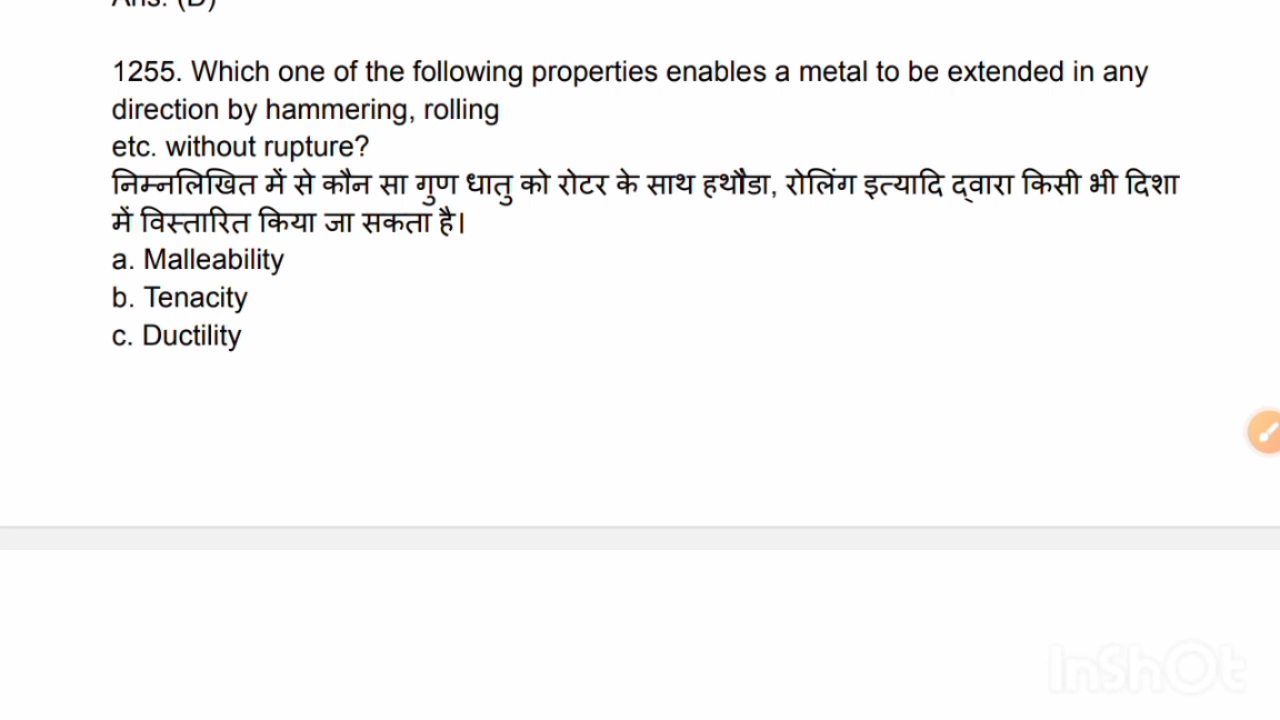 Ans. (D)
1255. Which one of the following properties enables a metal to be extended in any
direction by hammering, rolling
etc. without rupture?
निम्नलिखित में से कौन सा गुण धातु को रोटर के साथ हथौडा, रोलिंग इत्यादि द्वारा किसी भी दिशा
में विस्तारित किया जा सकता है।
a. Malleability
b. Tenacity
c. Ductility
InShOt